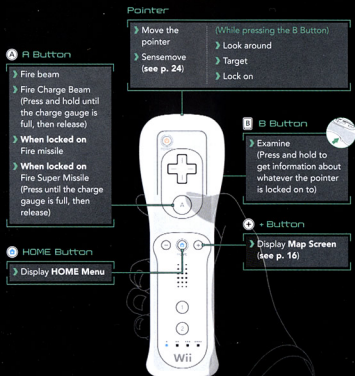 Pointer
Move the
pointer
Sensemove
(see p. 24)
(While pressing the B Button)
Look around
Target
Lock on
A A Button
Fire beam
Fire Charge Beam
(Press and hold until
the charge gauge is
full, then release)
When locked on
Fire missile
When locked on
Fire Super Missile
(Press until the charge
gauge is full, then
release)
B B Button
Examine
(Press and hold to
get information about
whatever the pointer
is locked on to)
+ + Button
Display Map Screen
(see p. 16)
HOME Button
Display HOME Menu
A
1
2
Wii